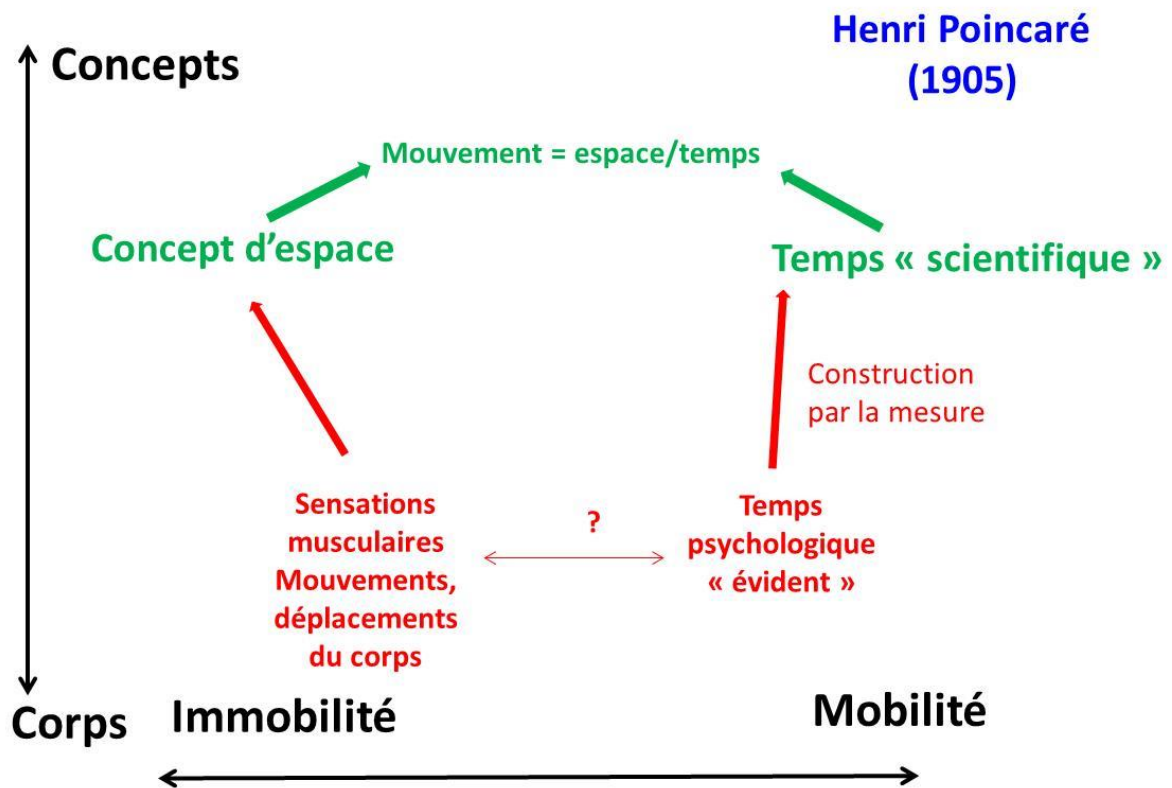 Henri Poincaré
(1905)
Concepts
Mouvement = espace/temps
Concept d’espace
Temps « scientifique »
Construction
par la mesure
Sensations
musculaires
Mouvements,
déplacements
du corps
?
Temps
psychologique
« évident »
Corps
Immobilité
Mobilité